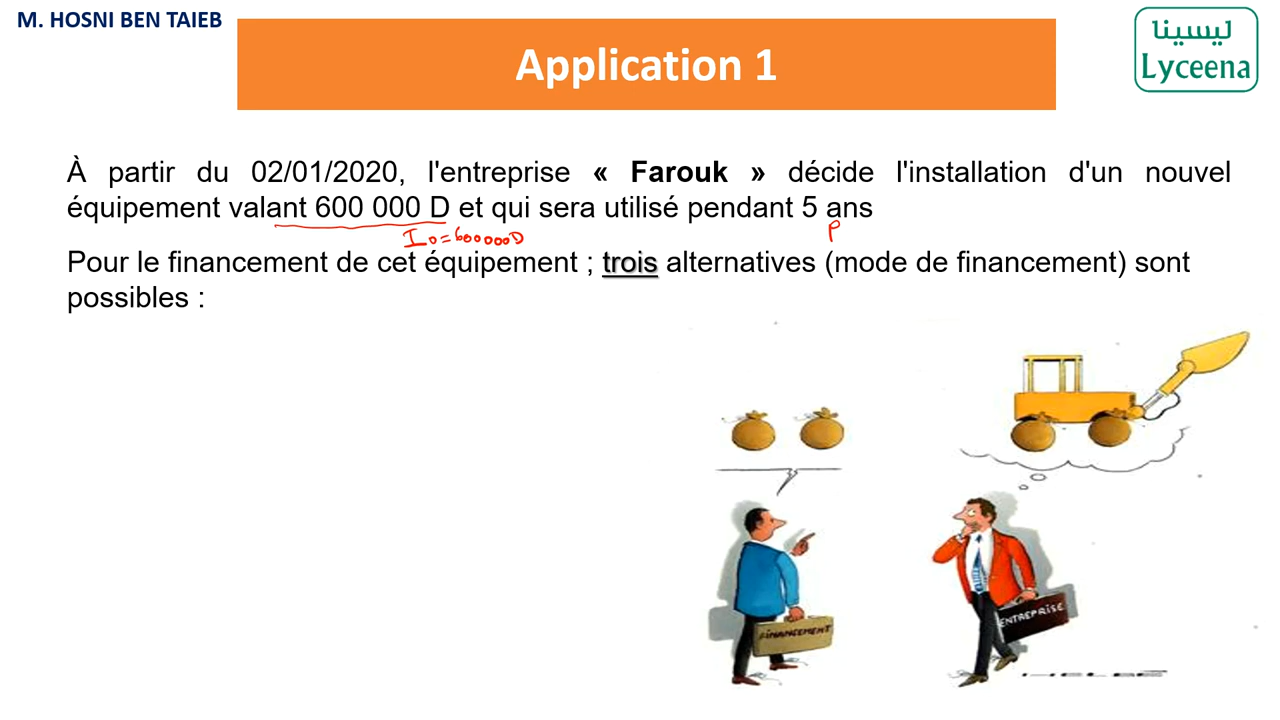 M. HOSNI BEN TAIEB
Application 1
ليسينا
Lyceena
À partir du 02/01/2020, l'entreprise « Farouk » décide l'installation d'un nouvel
équipement valant 600 000 D et qui sera utilisé pendant 5 ans
I0=600000D
P
Pour le financement de cet équipement ; trois alternatives (mode de financement) sont
possibles :
FINANCEMENT
ENTREPRISE